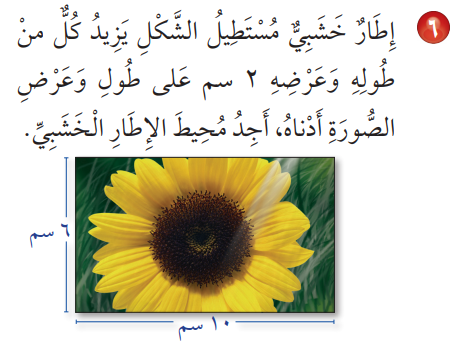 ٦ إِطَارٌ خَشَبِيٌّ مُسْتَطِيلُ الشَّكْلِ يَزِيدُ كُلٌّ منْ
طُولِهِ وَعَرْضِهِ ٢ سم عَلى طُولِ وَعَرْضِ
الصُّورَةِ أَدْناهُ، أَجِدُ مُحِيطَ الإِطَارِ الْخَشَبِيِّ.
٦ سم
١٠ سم